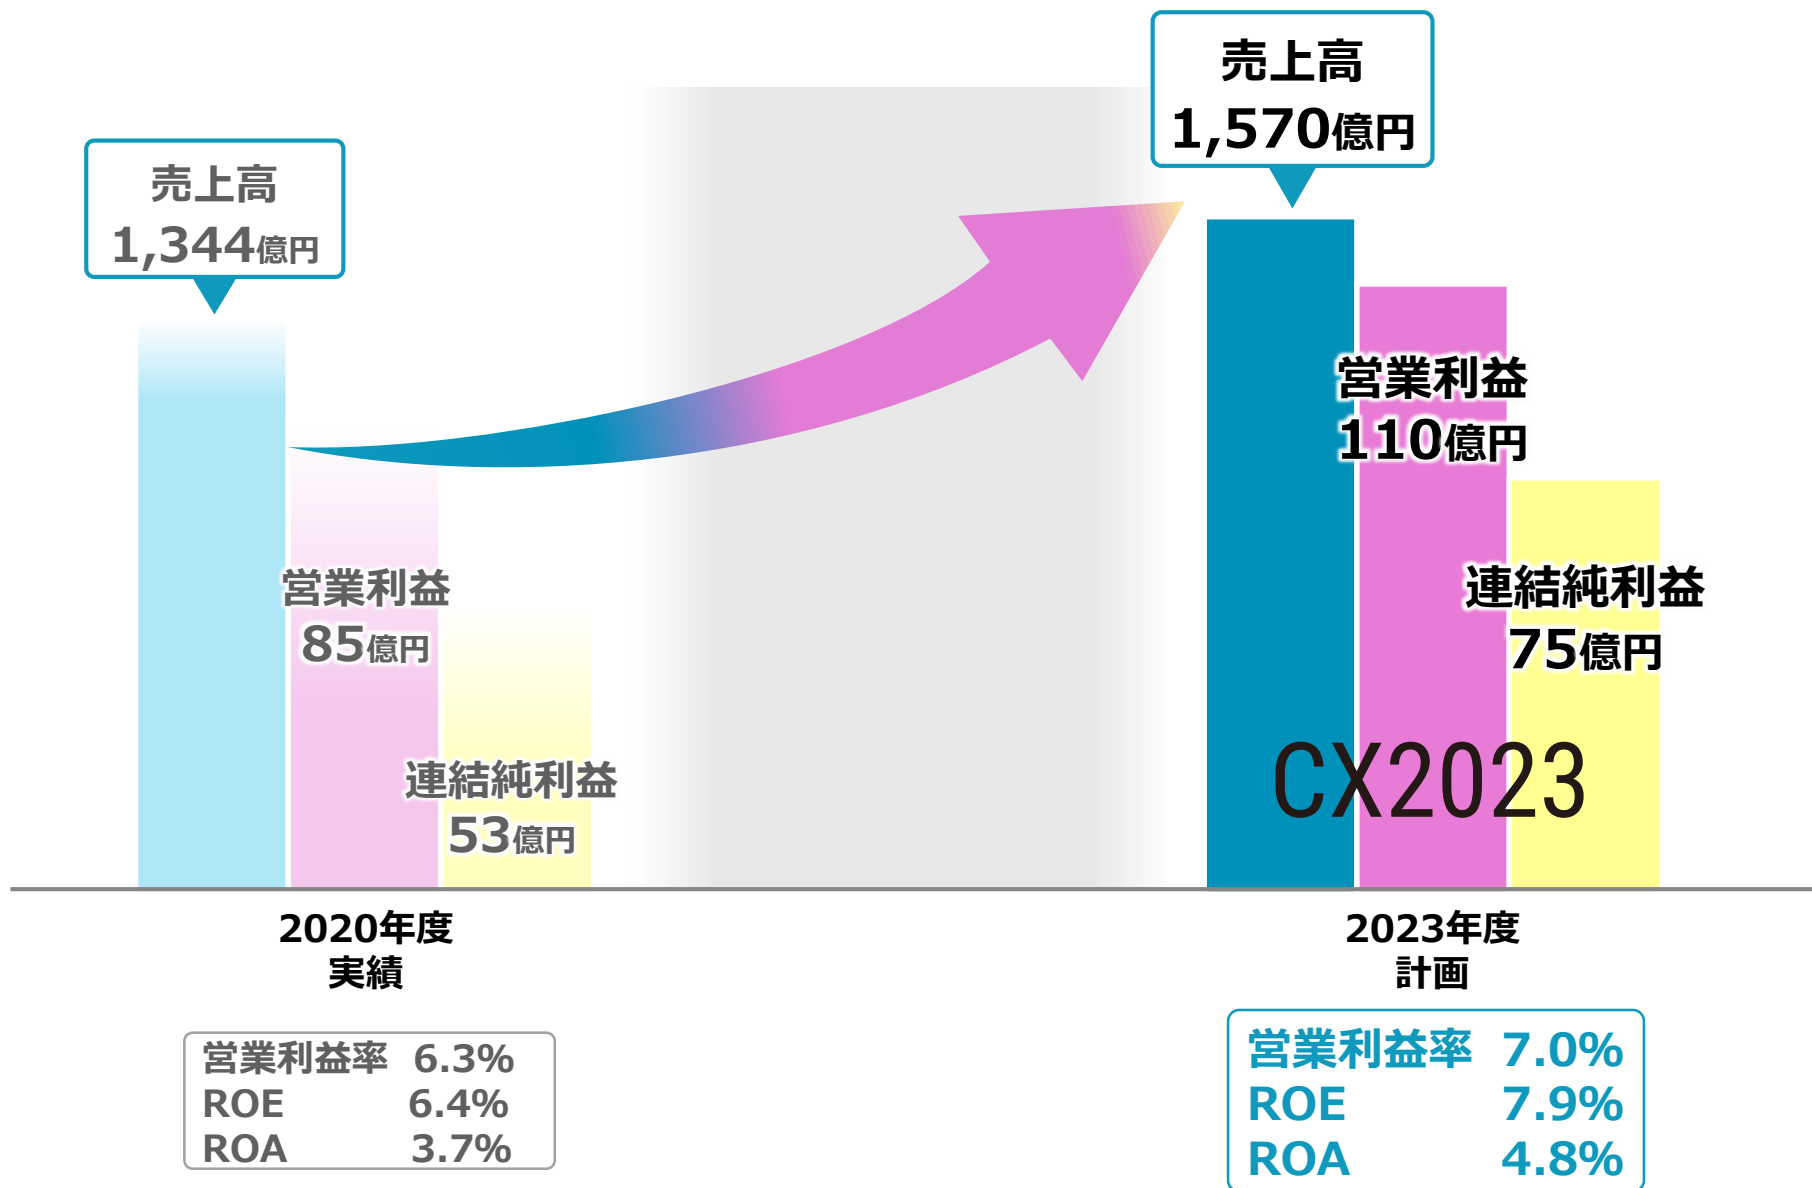 売上高
1,344億円
営業利益
85億円
連結純利益
53億円
2020年度
実績
営業利益率 6.3%
ROE 6.4%
ROA 3.7%
売上高
1,570億円
営業利益
110億円
連結純利益
75億円
CX2023
2023年度
計画
営業利益率 7.0%
ROE 7.9%
ROA 4.8%